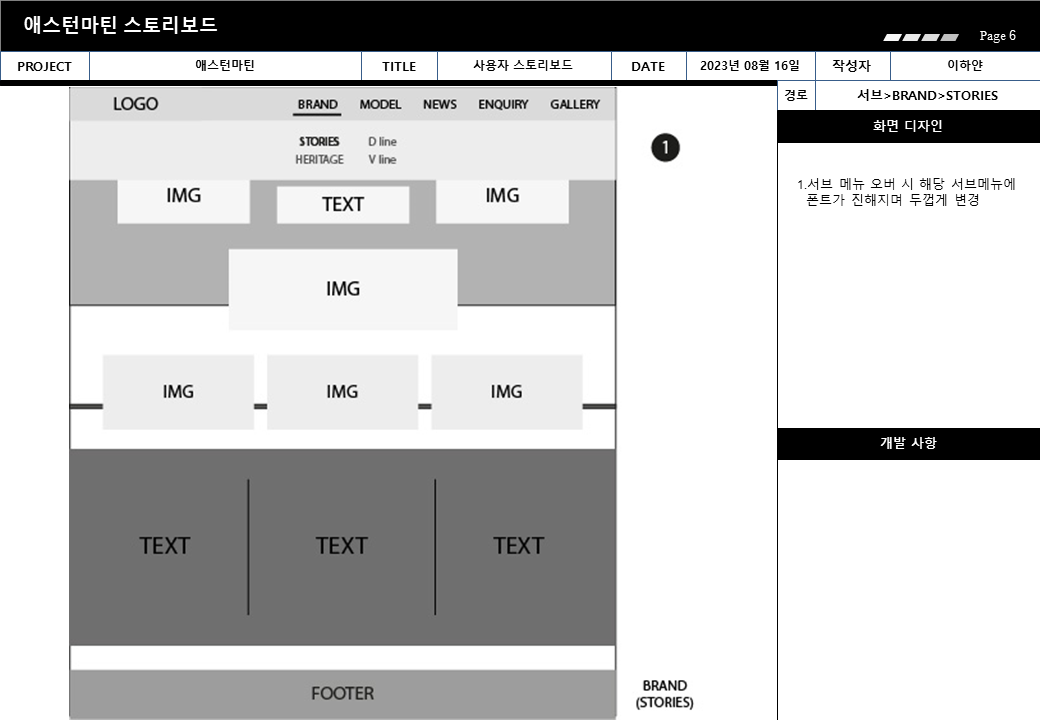 애스턴마틴 스토리보드
Page 6
PROJECT 애스턴마틴 TITLE 사용자 스토리보드 DATE 2023년 08월 16일 작성자 이하얀
경로 서브>BRAND>STORIES
LOGO BRAND MODEL NEWS ENQUIRY GALLERY
STORIES D line
HERITAGE V line
1
IMG TEXT IMG
IMG
IMG IMG IMG
TEXT TEXT TEXT
FOOTER
BRAND
(STORIES)
화면 디자인
1.서브 메뉴 오버 시 해당 서브메뉴에
폰트가 진해지며 두껍게 변경
개발 사항